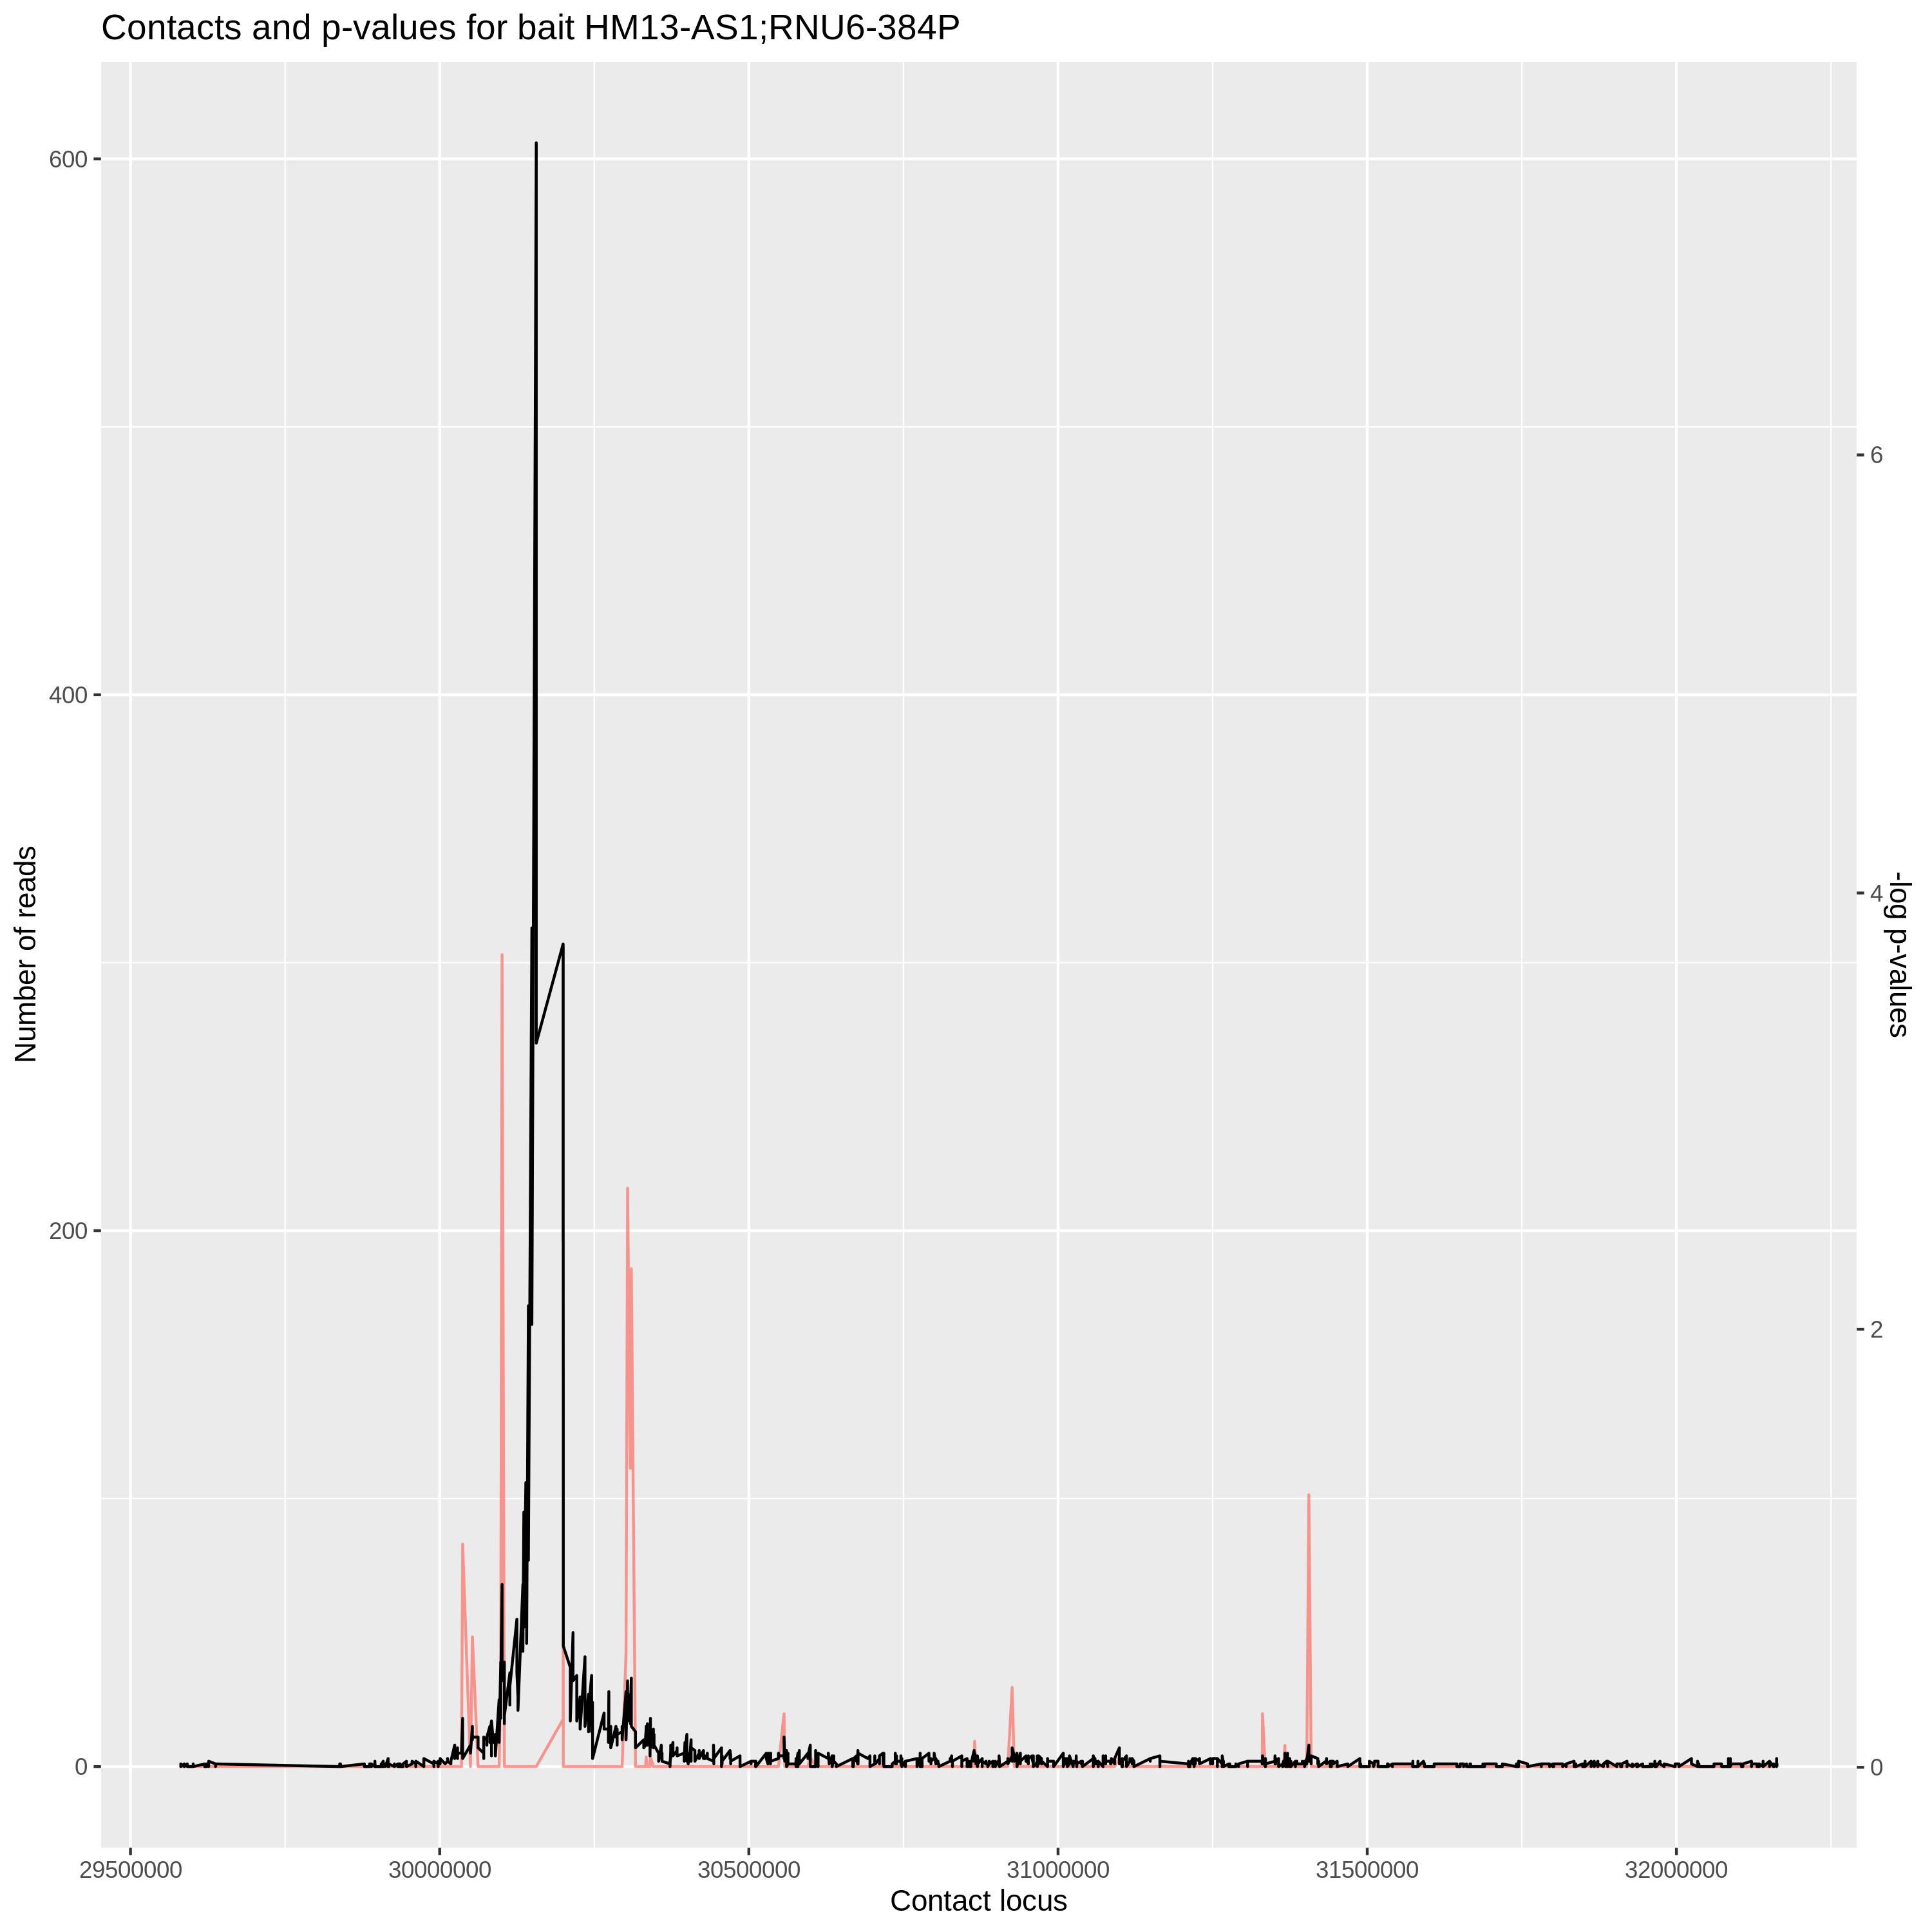 Contacts and p-values for bait HM13-AS1;RNU6-384P
Number of reads
600
400
200
0
6
4
2
0
-log p-values
29500000 30000000 30500000 31000000 31500000 32000000
Contact locus